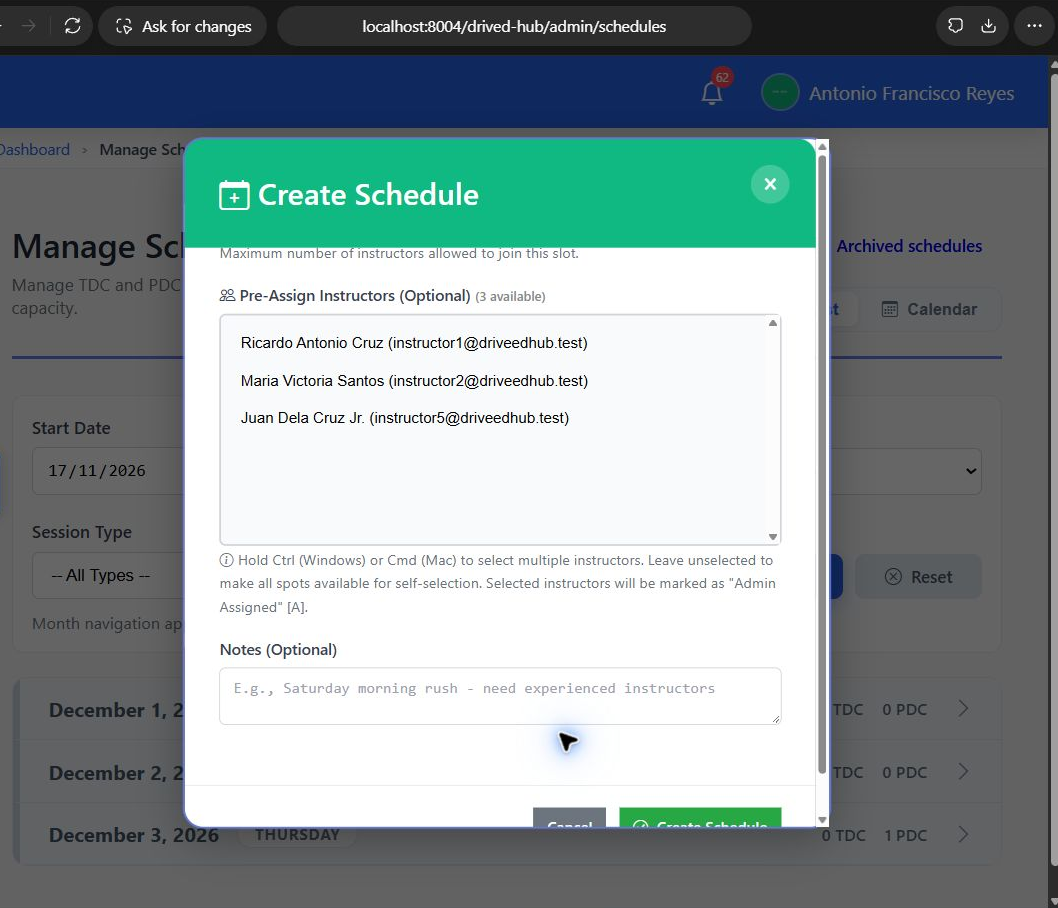 Ask for changes
localhost:8004/drived-hub/admin/schedules
62
Antonio Francisco Reyes
Dashboard > Manage Sch
Create Schedule
Manage Sc
Archived schedules
Manage TDC and PDC
capacity.
Calendar
Maximum number of instructors allowed to join this slot.
Pre-Assign Instructors (Optional) (3 available)
Ricardo Antonio Cruz (instructor1@driveedhub.test)
Maria Victoria Santos (instructor2@driveedhub.test)
Juan Dela Cruz Jr. (instructor5@driveedhub.test)
Start Date
17/11/2026
Session Type
-- All Types --
Reset
Month navigation ap
Hold Ctrl (Windows) or Cmd (Mac) to select multiple instructors. Leave unselected to
make all spots available for self-selection. Selected instructors will be marked as "Admin
Assigned" [A].
Notes (Optional)
E.g., Saturday morning rush - need experienced instructors
Cancel
Create Schedule
December 1, 2
TDC 0 PDC
December 2, 2
TDC 0 PDC
December 3, 2026 THURSDAY
0 TDC 1 PDC